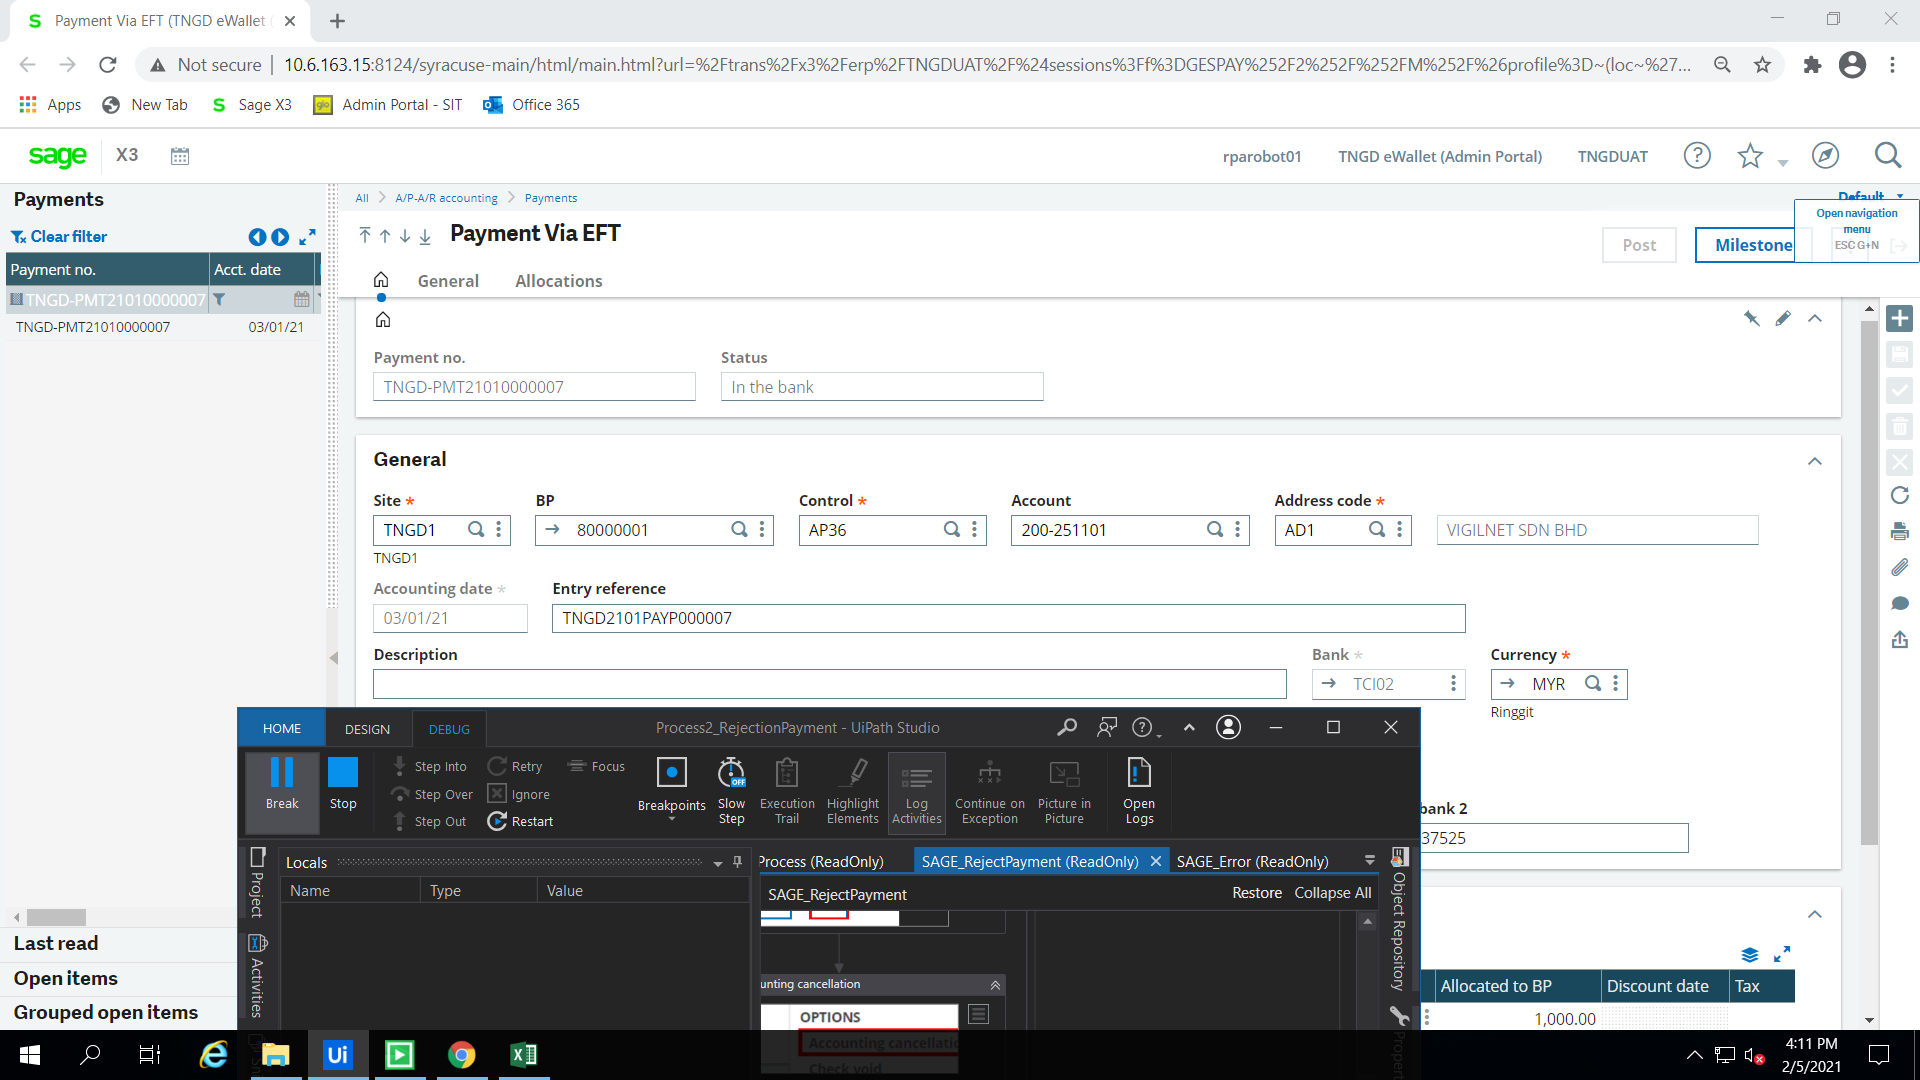 Payment Via EFT (TNGD eWallet (
Not secure
10.6.163.15:8124/syracuse-main/html/main.html?url=%2Ftrans%2Fx3%2Ferp%2FTNGDUAT%2F%24sessions%3Ff%3DGESPAY%252F2%252F%252FM%252F%26profile%3D~(loc~%27...
Apps
New Tab
Sage X3
Admin Portal - SIT
Office 365
sage
X3
rparobot01
TNGD eWallet (Admin Portal)
TNGDUAT
Payments
All
A/P-A/R accounting
Payments
Default
Open navigation
menu
ESC G+N
Clear filter
Payment Via EFT
Post
Milestone
Payment no.
Acct. date
General
Allocations
TNGD-PMT21010000007
TNGD-PMT21010000007
03/01/21
Payment no.
Status
TNGD-PMT21010000007
In the bank
General
Site *
BP
Control *
Account
Address code *
TNGD1
80000001
AP36
200-251101
AD1
VIGILNET SDN BHD
TNGD1
Accounting date *
Entry reference
03/01/21
TNGD2101PAYP000007
Description
Bank *
Currency *
TCI02
MYR
Ringgit
HOME
DESIGN
DEBUG
Process2_RejectionPayment - UiPath Studio
Break
Stop
Step Into
Step Over
Step Out
Retry
Ignore
Restart
Focus
Breakpoints
Slow
Step
OFF
Execution
Trail
Highlight
Elements
Log
Activities
Continue on
Exception
Picture in
Picture
Open
Logs
bank 2
37525
Project
Activities
Locals
Name
Type
Value
Process (ReadOnly)
SAGE_RejectPayment (ReadOnly)
SAGE_Error (ReadOnly)
SAGE_RejectPayment
Restore
Collapse All
Object Repository
unting cancellation
OPTIONS
Accounting cancellatio
Check void
Last read
Open items
Grouped open items
Allocated to BP
Discount date
Tax
1,000.00
Ui
4:11 PM
2/5/2021